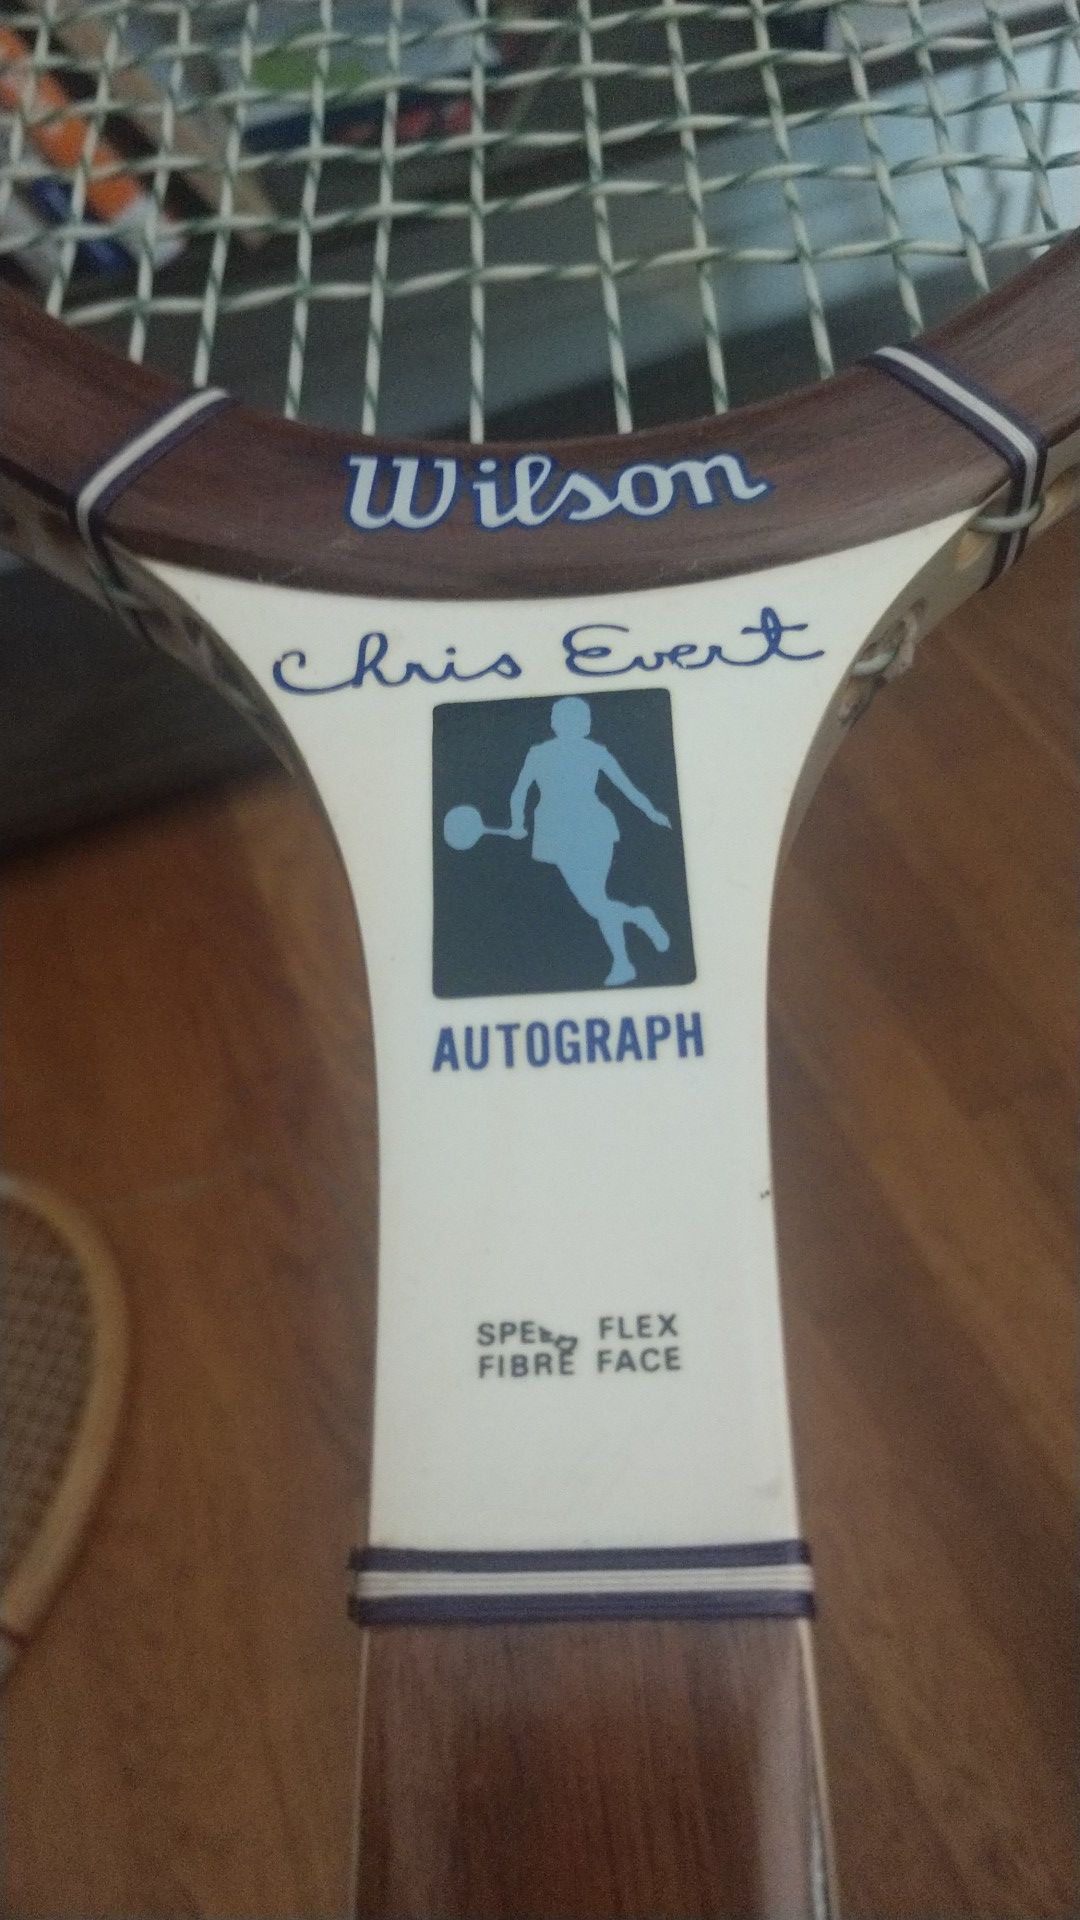 Wilson
Chris Evert
AUTOGRAPH
FLEX
FIBRE FACE